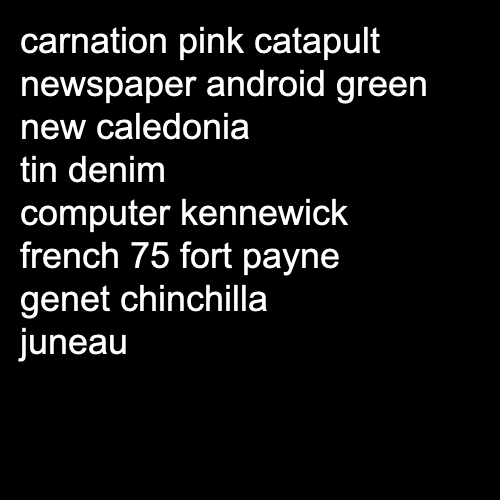 carnation pink catapult
newspaper android green
new caledonia
tin denim
computer kennewick
french 75 fort payne
genet chinchilla
juneau